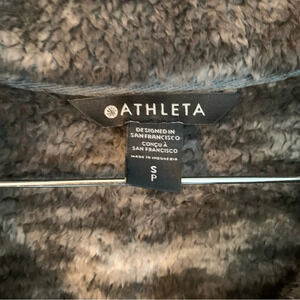 ATHLETA
DESIGNED IN
SAN FRANCISCO
CONÇU À
SAN FRANCISCO
MADE IN INDONESIA
S
P